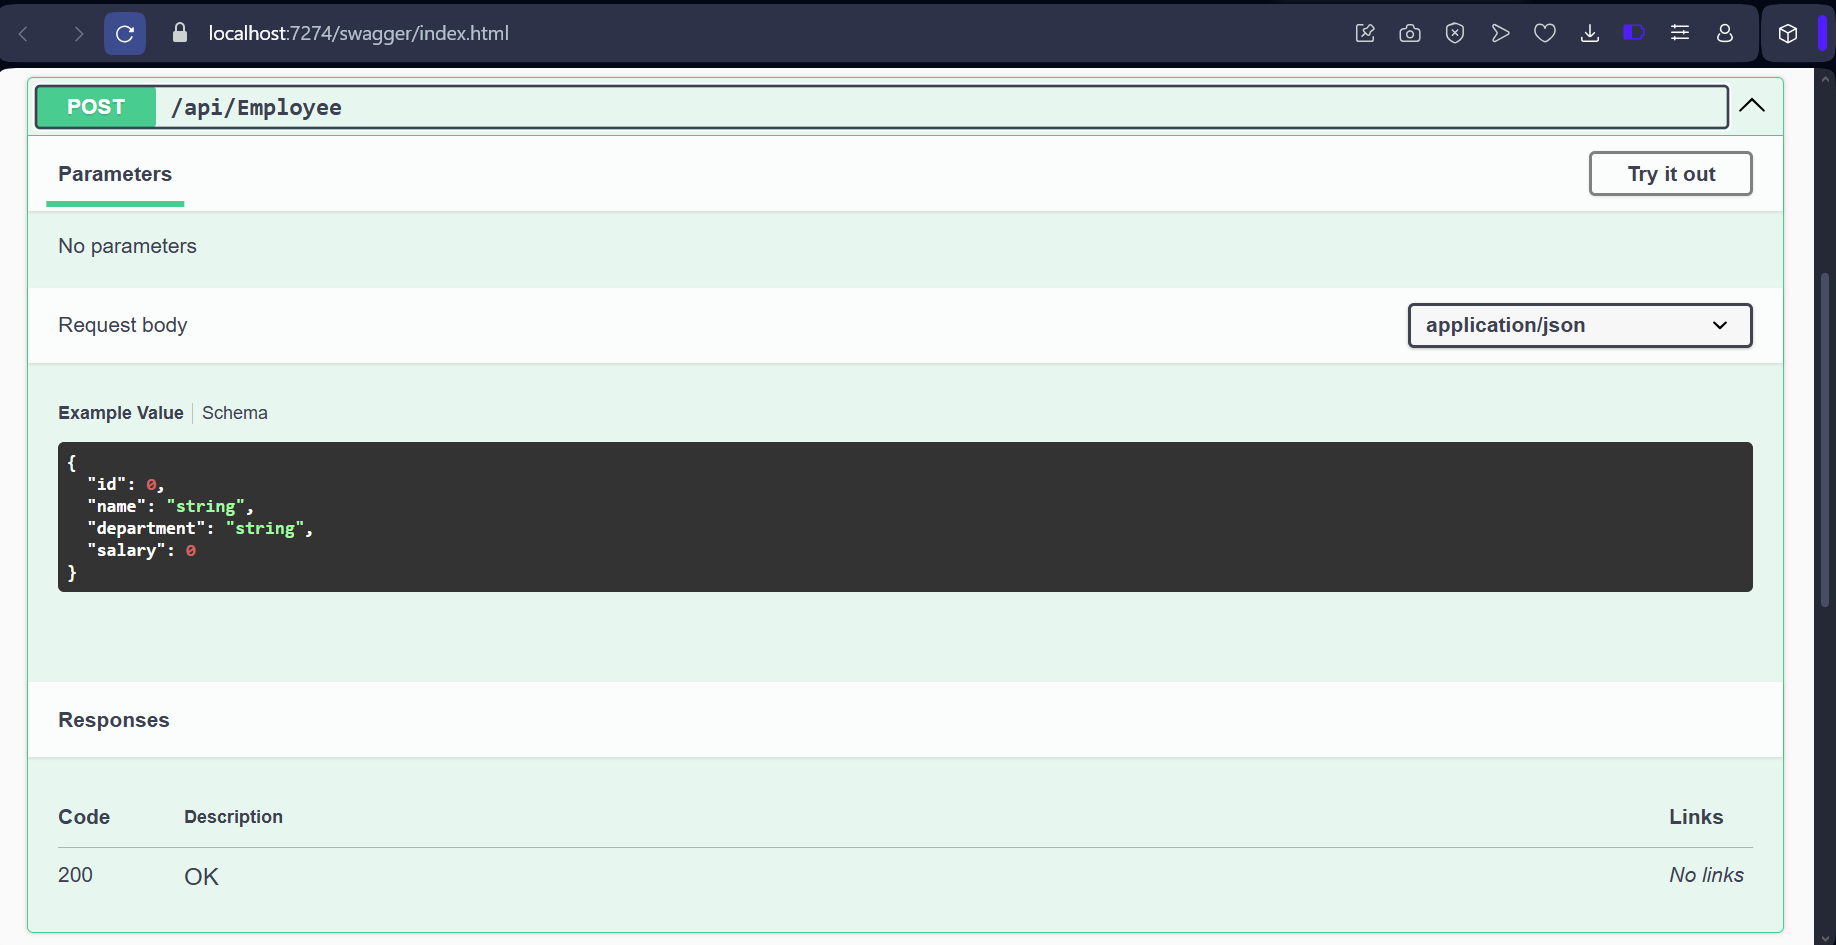 localhost:7274/swagger/index.html
POST /api/Employee
Parameters
Try it out
No parameters
Request body
application/json
Example Value Schema
{
  "id": 0,
  "name": "string",
  "department": "string",
  "salary": 0
}
Responses
Code Description Links
200 OK No links